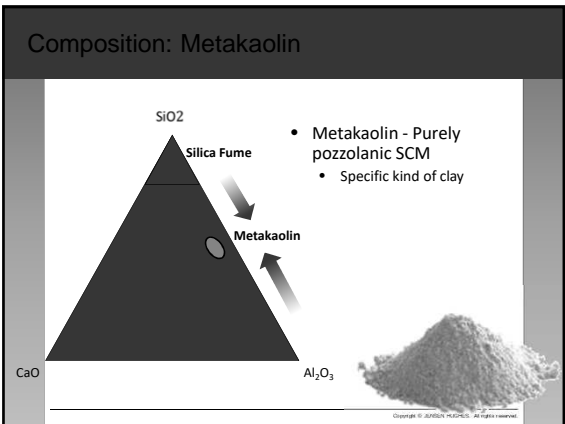 Composition: Metakaolin
SiO2
Silica Fume
Metakaolin
CaO
Al₂O₃
• Metakaolin - Purely
pozzolanic SCM
• Specific kind of clay
Copyright © JENSEN HUGHES. All rights reserved.